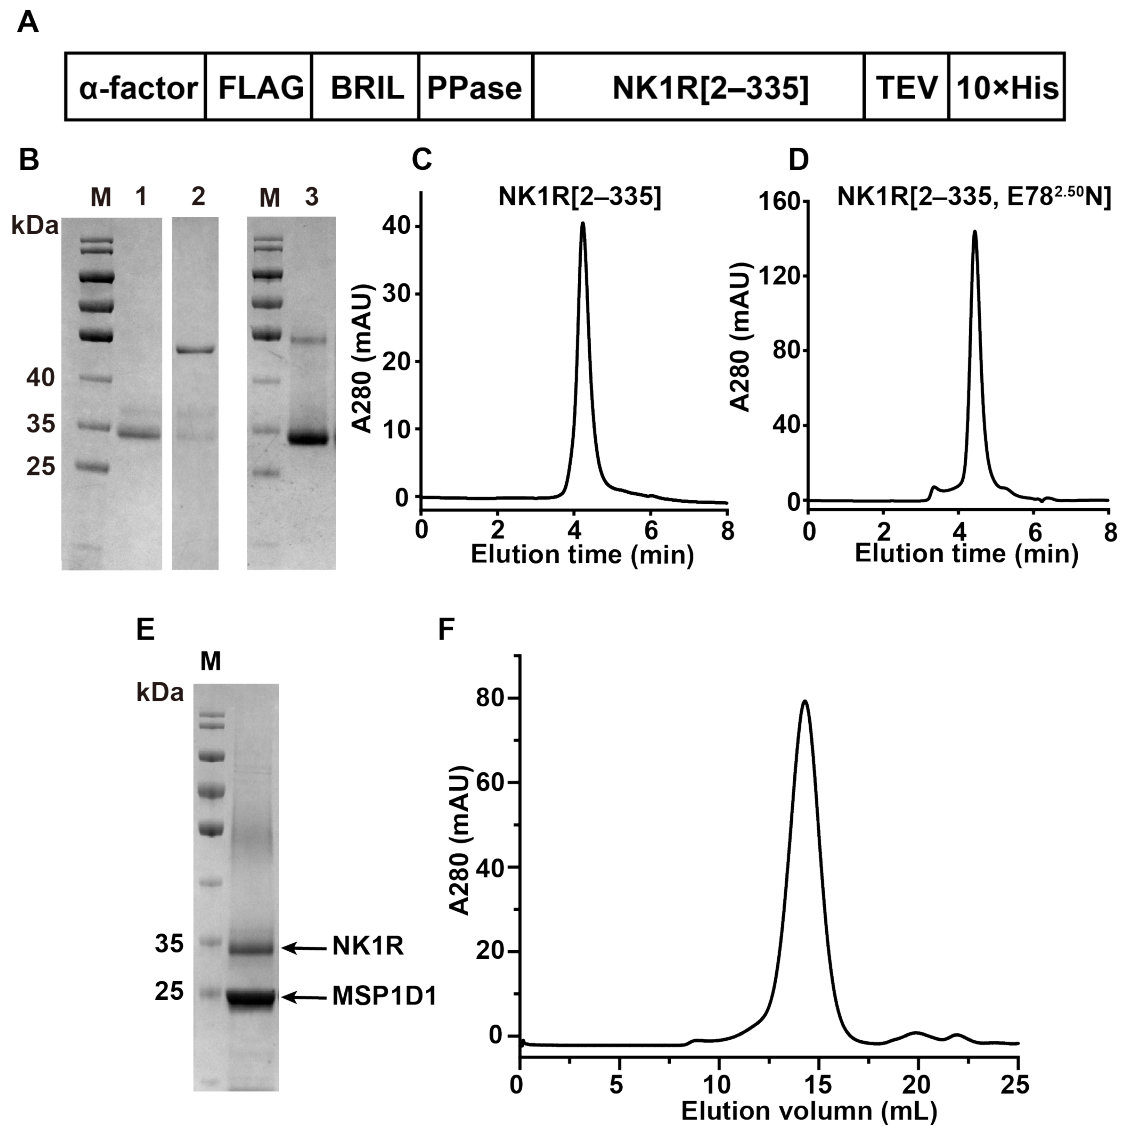 A
α-factor FLAG BRIL PPase NK1R[2–335] TEV 10×His
B
M 1 2 M 3
kDa
40
35
25
C
NK1R[2–335]
A280 (mAU)
40
30
20
10
0
0 2 4 6 8
Elution time (min)
D
NK1R[2–335, E78²·⁵⁰N]
A280 (mAU)
160
120
80
40
0
0 2 4 6 8
Elution time (min)
E
M
kDa
35 NK1R
25 MSP1D1
F
A280 (mAU)
80
60
40
20
0
0 5 10 15 20 25
Elution volumn (mL)